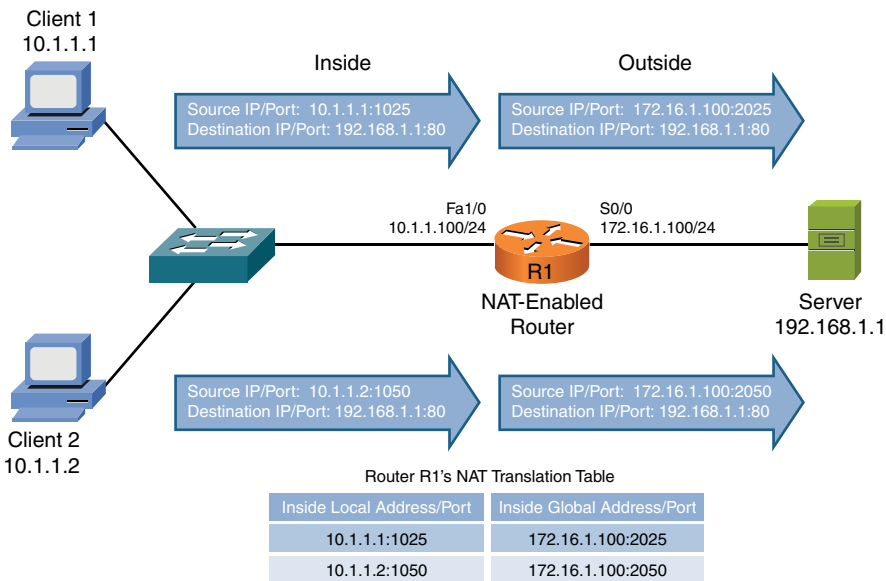 Client 1
10.1.1.1
Inside
Outside
Source IP/Port: 10.1.1.1:1025
Destination IP/Port: 192.168.1.1:80
Source IP/Port: 172.16.1.100:2025
Destination IP/Port: 192.168.1.1:80
Fa1/0
10.1.1.100/24
S0/0
172.16.1.100/24
R1
NAT-Enabled
Router
Server
192.168.1.1
Source IP/Port: 10.1.1.2:1050
Destination IP/Port: 192.168.1.1:80
Source IP/Port: 172.16.1.100:2050
Destination IP/Port: 192.168.1.1:80
Client 2
10.1.1.2
Router R1's NAT Translation Table
Inside Local Address/Port Inside Global Address/Port
10.1.1.1:1025 172.16.1.100:2025
10.1.1.2:1050 172.16.1.100:2050